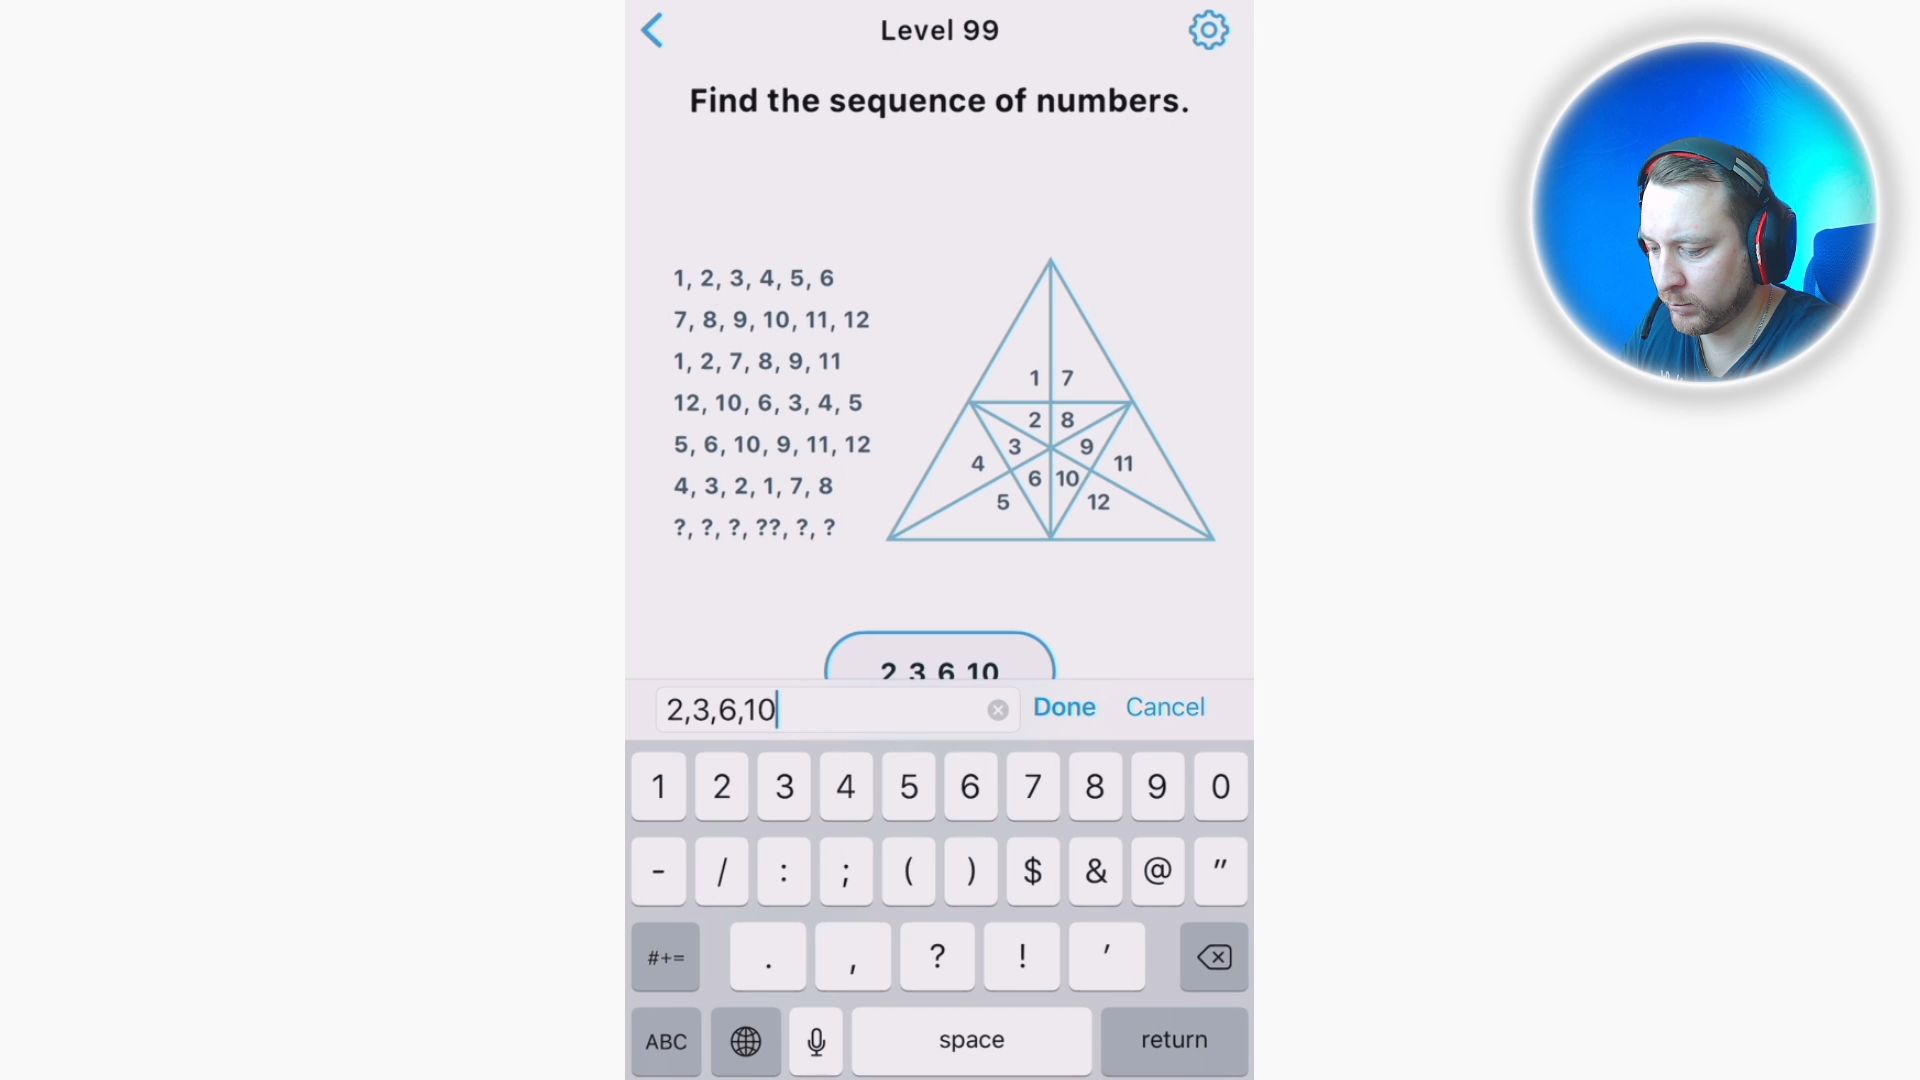 Level 99
Find the sequence of numbers.
1, 2, 3, 4, 5, 6
7, 8, 9, 10, 11, 12
1, 2, 7, 8, 9, 11
12, 10, 6, 3, 4, 5
5, 6, 10, 9, 11, 12
4, 3, 2, 1, 7, 8
?, ?, ?, ??, ?, ?
1 7
2 8
3 9
4 11
6 10
5 12
2,3,6,10
2,3,6,10 Done Cancel
1 2 3 4 5 6 7 8 9 0
- / : ; ( ) $ & @ "
#+= . , ? ! ′
ABC space return